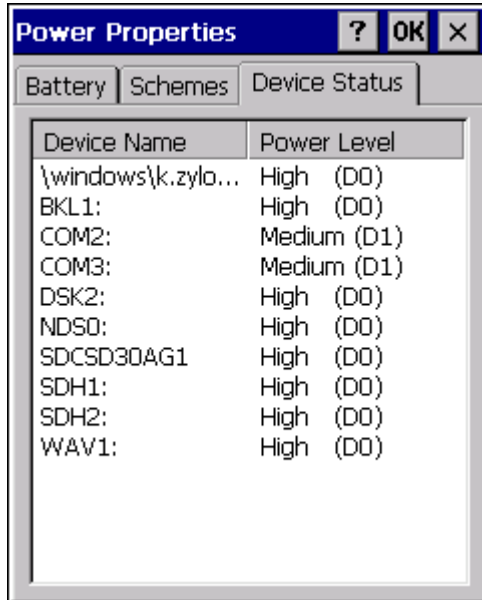 Power Properties ? OK ×
Battery Schemes Device Status
Device Name Power Level
\windows\k.zylo... High (D0)
BKL1: High (D0)
COM2: Medium (D1)
COM3: Medium (D1)
DSK2: High (D0)
NDS0: High (D0)
SDCSD30AG1 High (D0)
SDH1: High (D0)
SDH2: High (D0)
WAV1: High (D0)